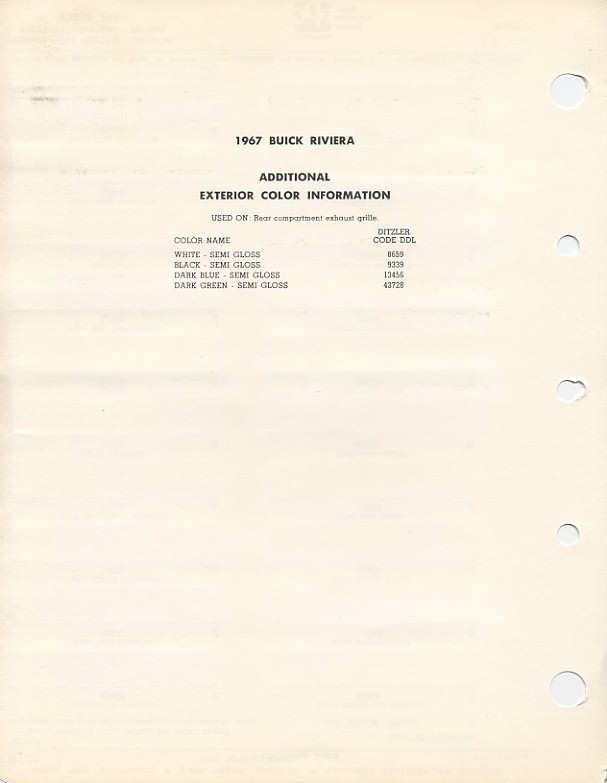 1967 BUICK RIVIERA
ADDITIONAL
EXTERIOR COLOR INFORMATION
USED ON: Rear compartment exhaust grille.
COLOR NAME DITZLER CODE DDL
WHITE - SEMI GLOSS 8659
BLACK - SEMI GLOSS 9339
DARK BLUE - SEMI GLOSS 13456
DARK GREEN - SEMI GLOSS 43728